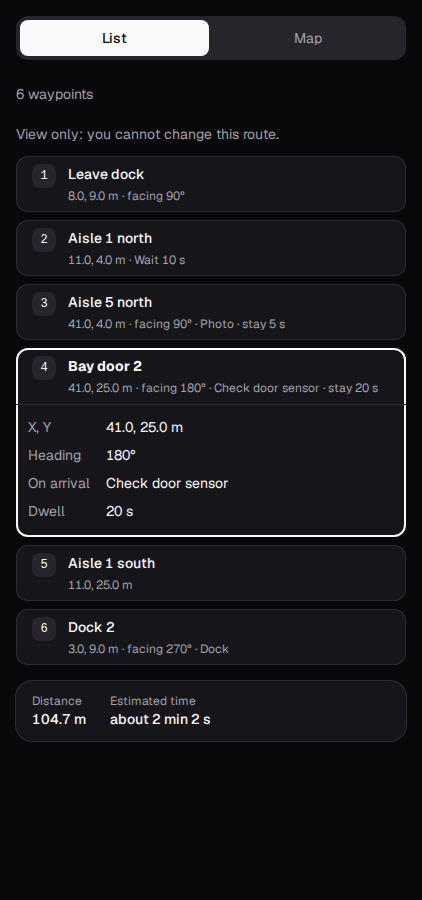 List
Map
6 waypoints
View only: you cannot change this route.
1
Leave dock
8.0, 9.0 m · facing 90°
2
Aisle 1 north
11.0, 4.0 m · Wait 10 s
3
Aisle 5 north
41.0, 4.0 m · facing 90° · Photo · stay 5 s
4
Bay door 2
41.0, 25.0 m · facing 180° · Check door sensor · stay 20 s
X, Y 41.0, 25.0 m
Heading 180°
On arrival Check door sensor
Dwell 20 s
5
Aisle 1 south
11.0, 25.0 m
6
Dock 2
3.0, 9.0 m · facing 270° · Dock
Distance
104.7 m
Estimated time
about 2 min 2 s